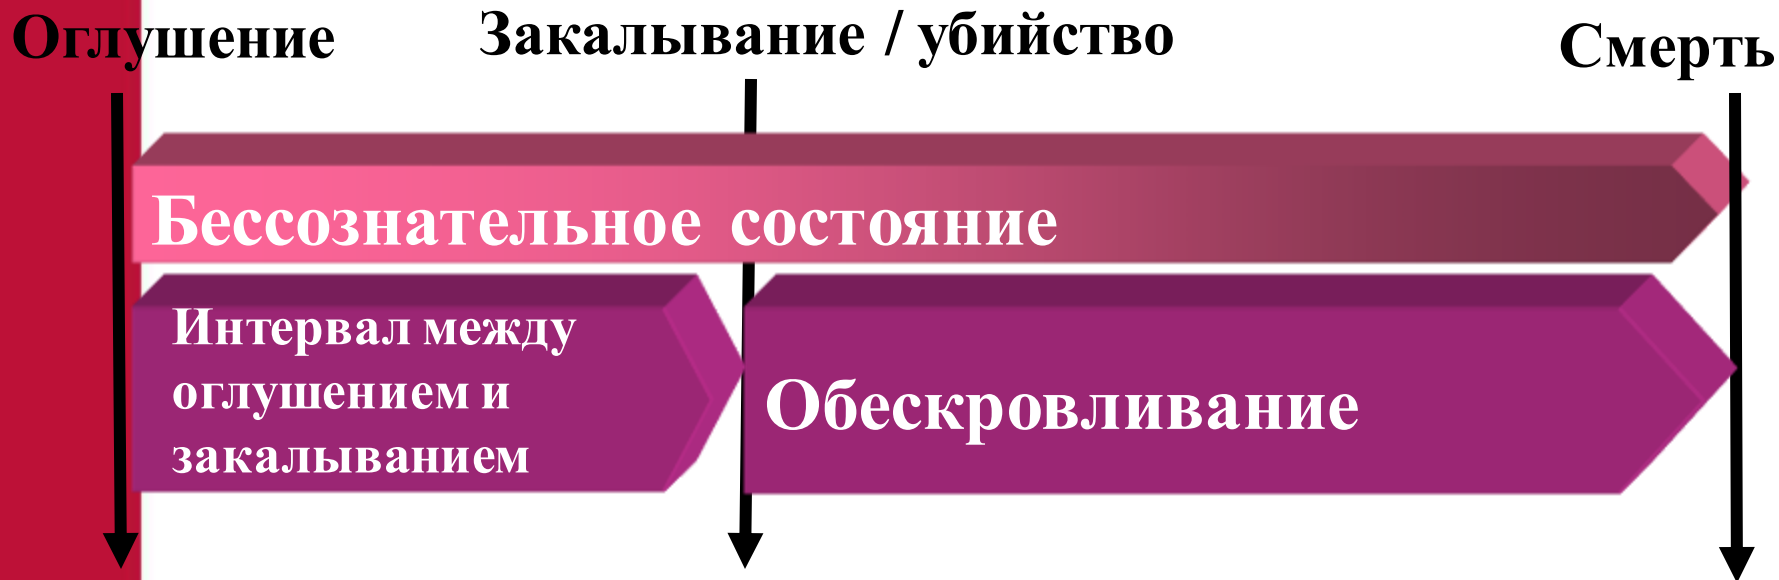 Оглушение
Закалывание / убийство
Смерть
Бессознательное состояние
Интервал между
оглушением и
закалыванием
Обескровливание